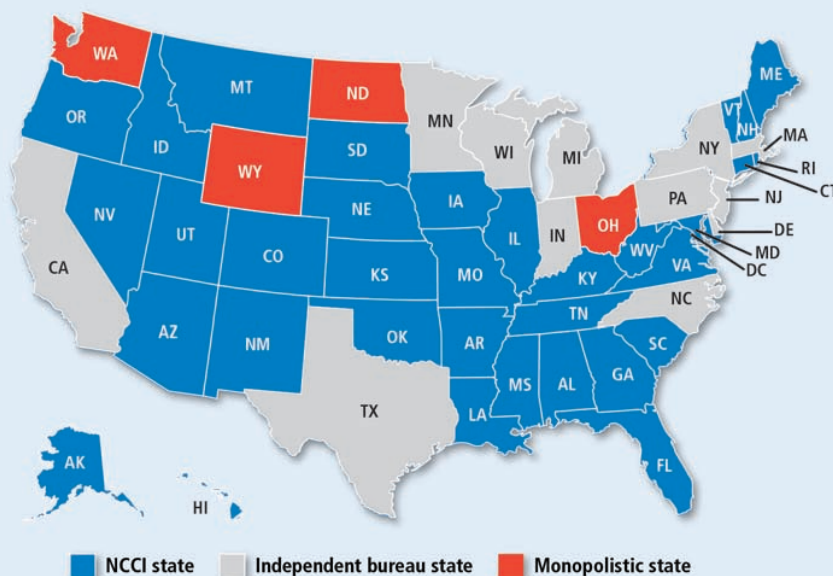 WA
MT
ND
MN
ME
VT
NH
OR
ID
WY
SD
WI
MI
NY
MA
RI
CT
NV
UT
CO
NE
IA
IL
IN
OH
PA
NJ
DE
MD
DC
CA
KS
MO
KY
WV
VA
AZ
NM
OK
AR
TN
NC
SC
TX
LA
MS
AL
GA
FL
AK
HI
NCCI state Independent bureau state Monopolistic state